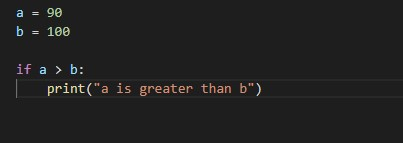 a = 90
b = 100
if a > b:
    print("a is greater than b")